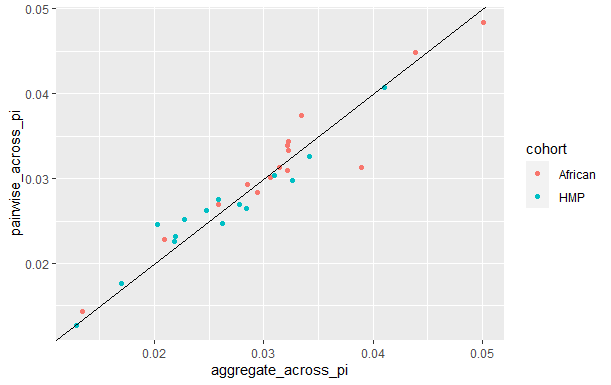 0.05
0.04
0.03
0.02
pairwise_across_pi
0.02 0.03 0.04 0.05
aggregate_across_pi
cohort
African
HMP